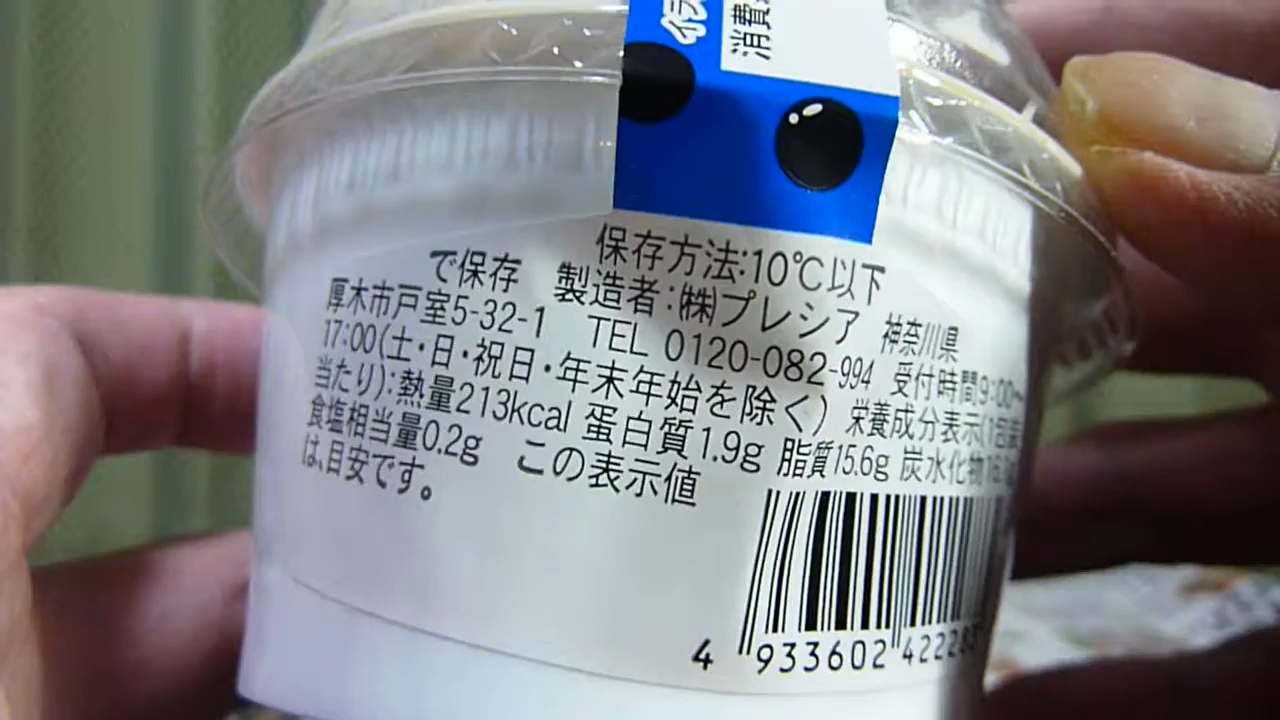 消費
保存方法:10℃以下
で保存 製造者:㈱プレシア 神奈川県
厚木市戸室5-32-1 TEL 0120-082-994 受付時間9:00~
17:00(土・日・祝日・年末年始を除く) 栄養成分表示(1包装
当たり):熱量213kcal 蛋白質1.9g 脂質15.6g 炭水化物
食塩相当量0.2g この表示値
は、目安です。
4 933602 4222